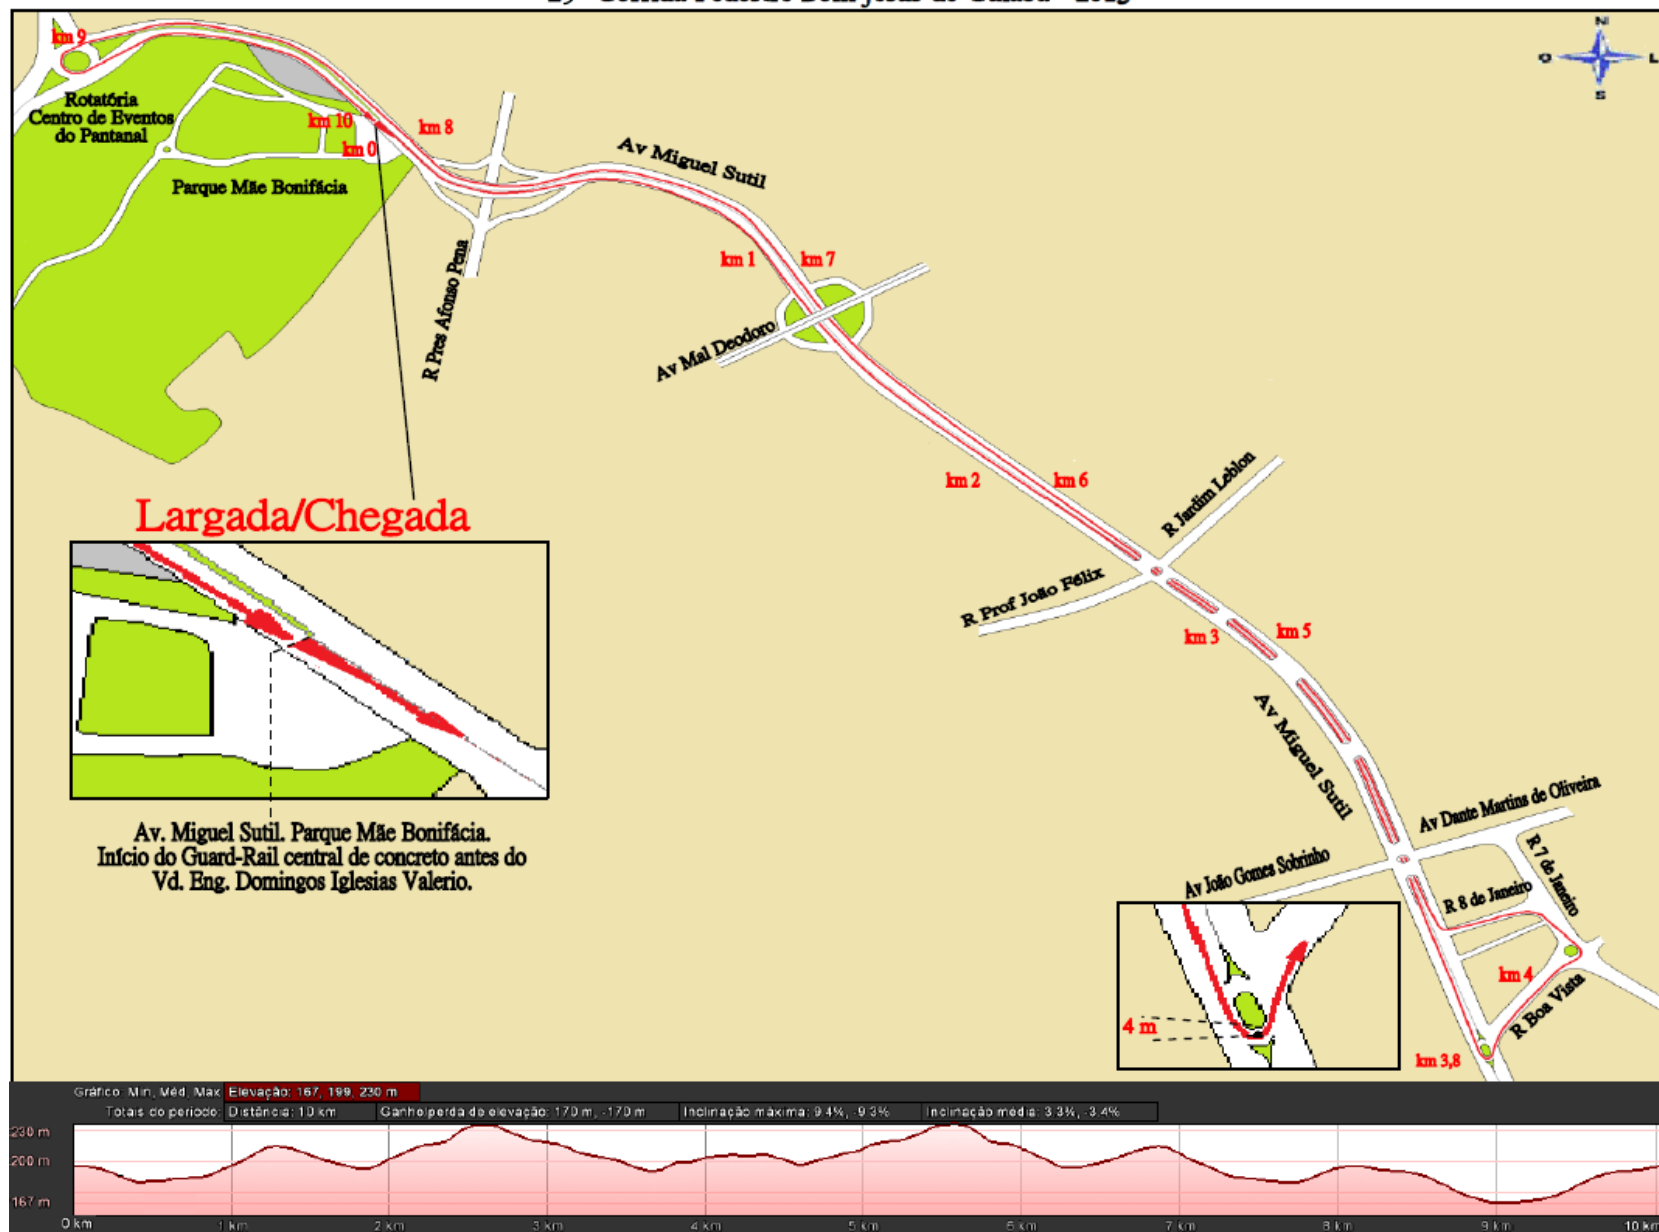 km 9
N
O
L
S
Rotatória
Centro de Eventos
do Pantanal
km 10
km 0
km 8
Parque Mãe Bonifácia
Av Miguel Sutil
R Pres Afonso Pena
km 1
km 7
Av Mal Deodoro
km 2
km 6
R Jardim Leblon
R Prof João Félix
km 3
km 5
Largada/Chegada
Av. Miguel Sutil. Parque Mãe Bonifácia.
Início do Guard-Rail central de concreto antes do
Vd. Eng. Domingos Iglesias Valerio.
Av Miguel Sutil
Av Dante Martins de Oliveira
Av João Gomes Sobrinho
R 7 de Janeiro
R 8 de Janeiro
km 4
R Boa Vista
4 m
km 3,8
Gráfico: Min, Méd, Máx Elevação: 167, 199, 230 m
Totais do período: Distância: 10 km Ganho/perda de elevação: 170 m, -170 m Inclinação máxima: 9.4%, -9.3% Inclinação média: 3.3%, -3.4%
230 m
200 m
167 m
0 km 1 km 2 km 3 km 4 km 5 km 6 km 7 km 8 km 9 km 10 km